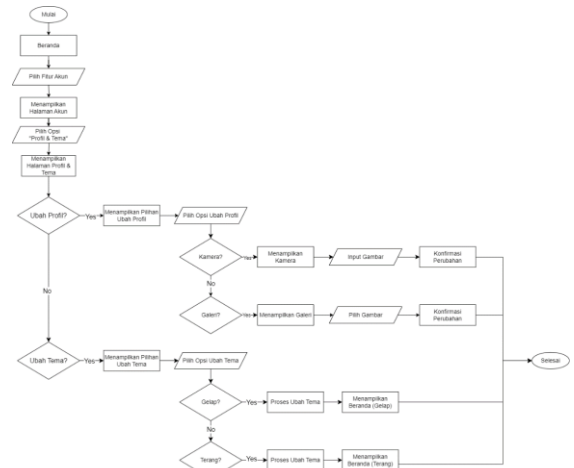 Mulai
Beranda
Pilih Fitur Akun
Menampilkan
Halaman Akun
Pilih Opsi
"Profil & Tema"
Menampilkan
Halaman Profil &
Tema
Ubah Profil?
Yes
Menampilkan Pilihan
Ubah Profil
Pilih Opsi Ubah Profil
Kamera?
Yes
Menampilkan
Kamera
Input Gambar
Konfirmasi
Perubahan
No
Galeri?
Yes
Menampilkan Galeri
Pilih Gambar
Konfirmasi
Perubahan
No
Ubah Tema?
Yes
Menampilkan Pilihan
Ubah Tema
Pilih Opsi Ubah Tema
Selesai
Gelap?
Yes
Proses Ubah Tema
Menampilkan
Beranda (Gelap)
No
Terang?
Yes
Proses Ubah Tema
Menampilkan
Beranda (Terang)